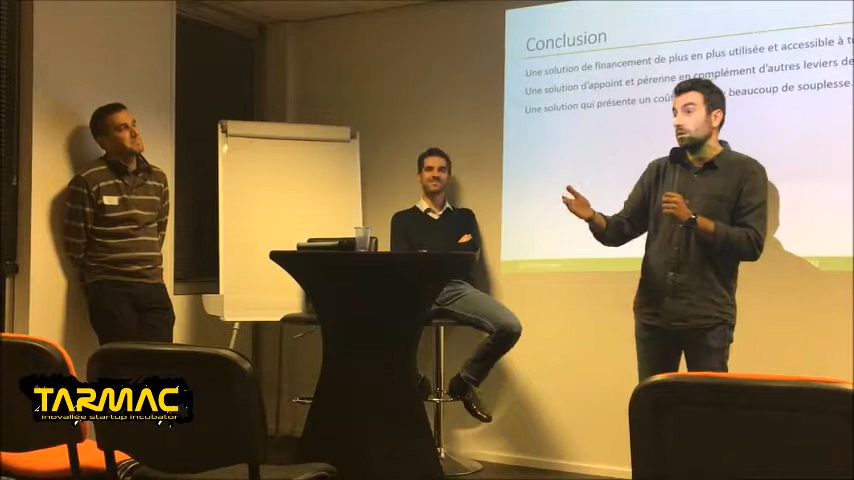 Conclusion
Une solution de financement de plus en plus utilisée et accessible à
Une solution d'appoint et pérenne en complément d'autres leviers de
Une solution qui présente un beaucoup de souplesse
TARMAC
inovallée startup incubator